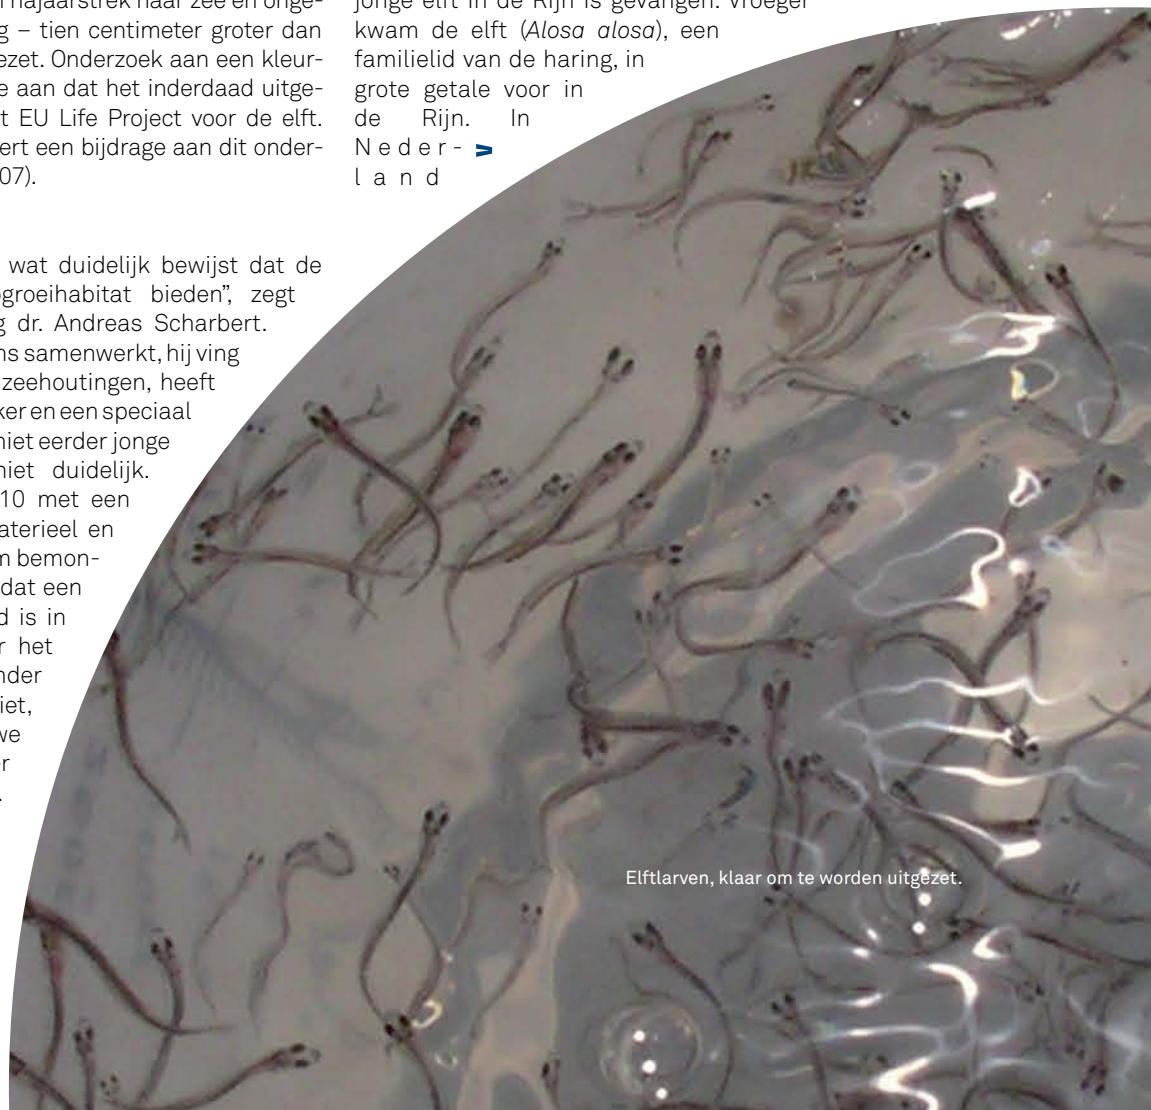 najaarstrek naar zee en onge-
– tien centimeter groter dan
ezet. Onderzoek aan een kleur-
e aan dat het inderdaad uitge-
t EU Life Project voor de elft.
ert een bijdrage aan dit onder-
07).
wat duidelijk bewijst dat de
groeihabitat bieden”, zegt
g dr. Andreas Scharbert.
ns samenwerkt, hij ving
zeehoutingen, heeft
ker en een speciaal
niet eerder jonge
niet duidelijk.
10 met een
aterieel en
m bemon-
dat een
d is in
r het
nder
iet,
we
er
.
jonge elft in de Rijn is gevangen. Vroeger
kwam de elft (Alosa alosa), een
familielid van de haring, in
grote getale voor in
de Rijn. In
Neder-
land
Elftlarven, klaar om te worden uitgezet.